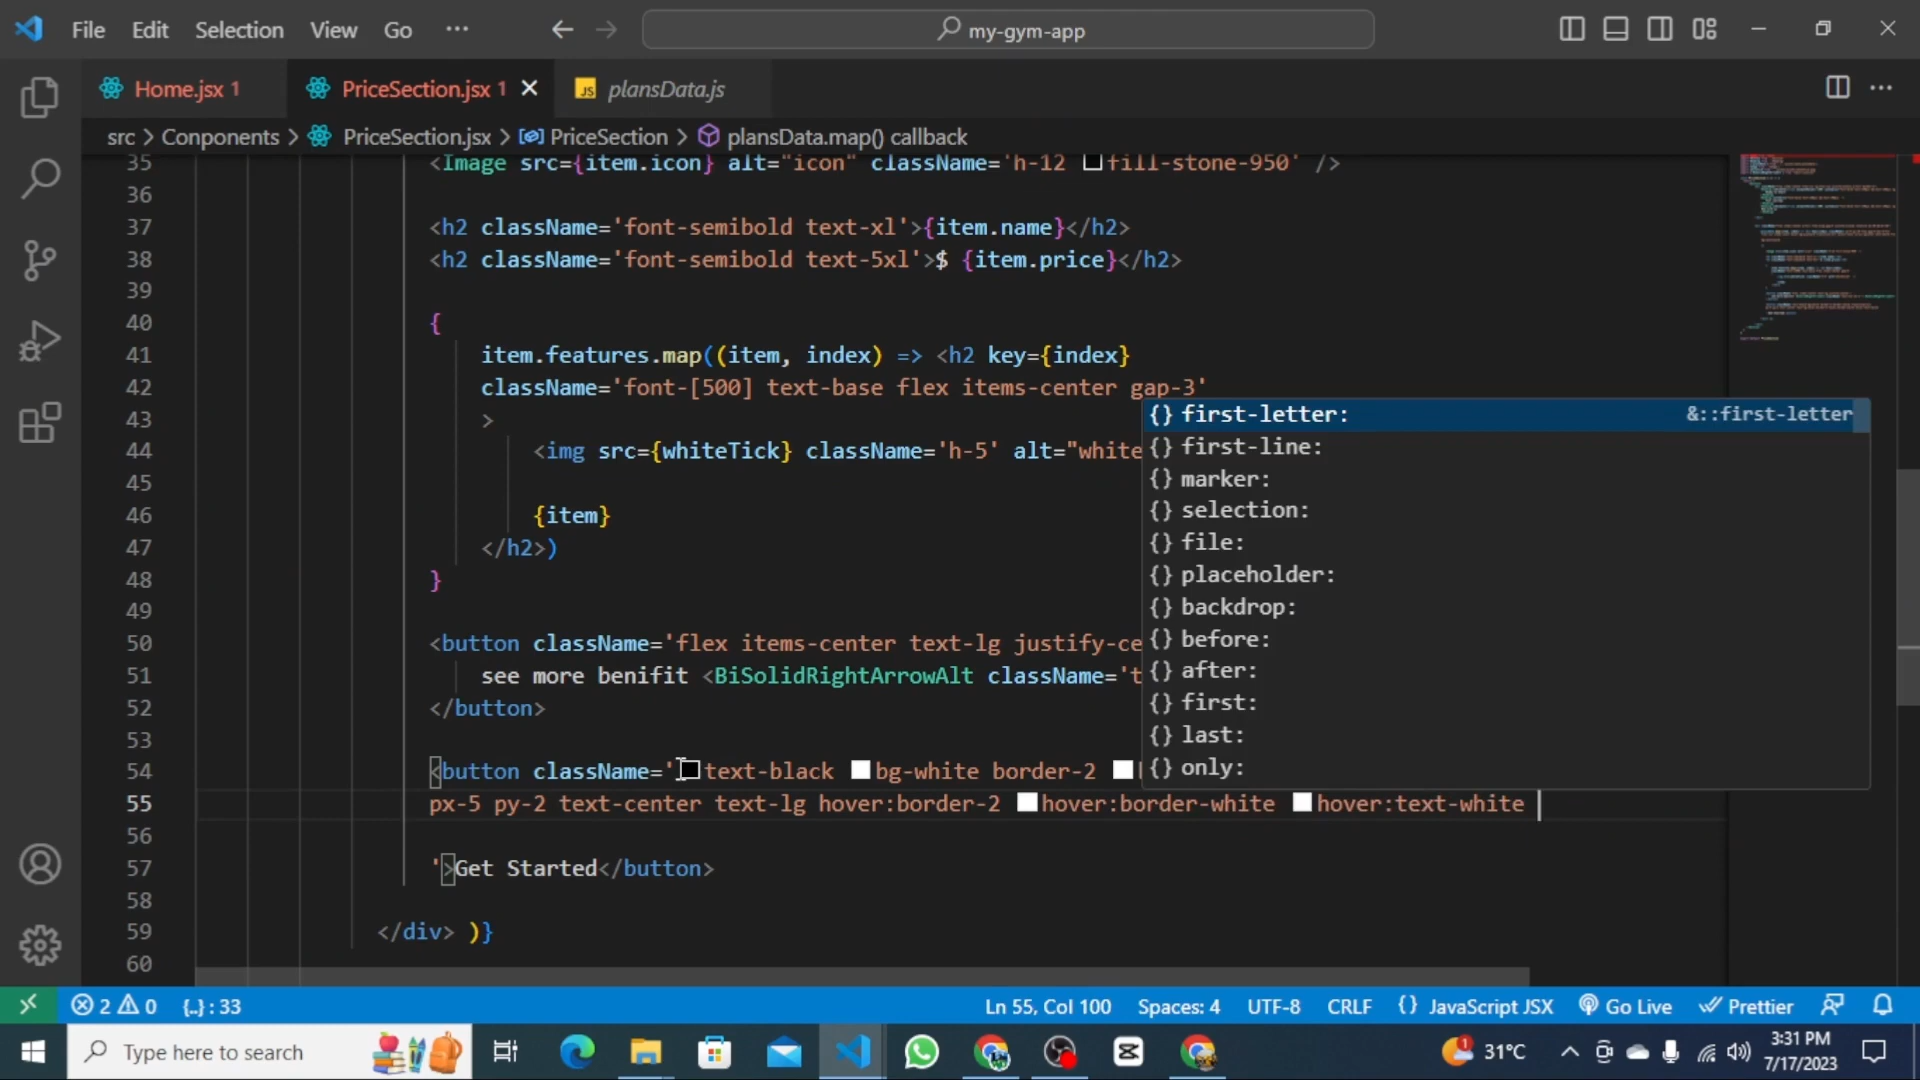 File Edit Selection View Go ··· my-gym-app
Home.jsx 1 PriceSection.jsx 1 JS plansData.js
src > Conponents > PriceSection.jsx > PriceSection > plansData.map() callback
35 <Image src={item.icon} alt="icon" className='h-12 fill-stone-950' />
36
37 <h2 className='font-semibold text-xl'>{item.name}</h2>
38 <h2 className='font-semibold text-5xl'>$ {item.price}</h2>
39
40 {
41 item.features.map((item, index) => <h2 key={index}
42 className='font-[500] text-base flex items-center gap-3'
43 >
44 <img src={whiteTick} className='h-5' alt="white
45
46 {item}
47 </h2>)
48 }
49
50 <button className='flex items-center text-lg justify-ce
51 see more benifit <BiSolidRightArrowAlt className='t
52 </button>
53
54 <button className='text-black bg-white border-2
55 px-5 py-2 text-center text-lg hover:border-2 hover:border-white hover:text-white
56
57 '>Get Started</button>
58
59 </div> )}
60
{} first-letter: &::first-letter
{} first-line:
{} marker:
{} selection:
{} file:
{} placeholder:
{} backdrop:
{} before:
{} after:
{} first:
{} last:
{} only:
2 0 {..} : 33 Ln 55, Col 100 Spaces: 4 UTF-8 CRLF {} JavaScript JSX Go Live Prettier
Type here to search 1 31°C 3:31 PM
7/17/2023